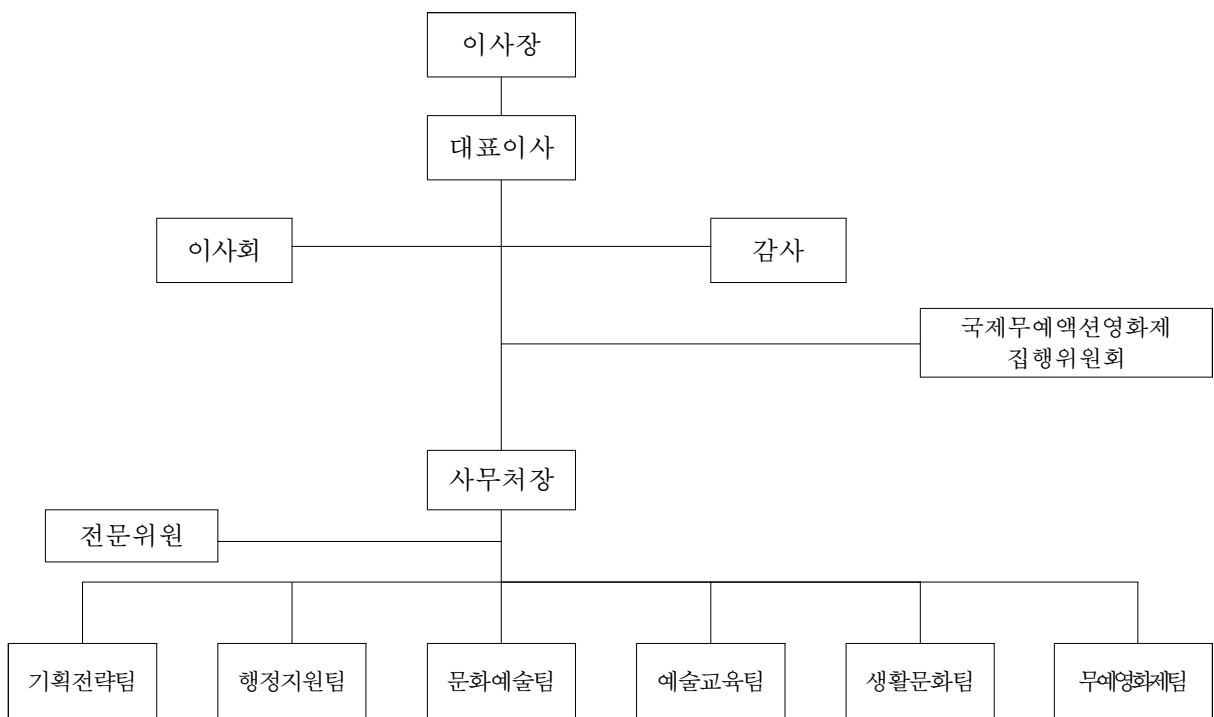 이사장
대표이사
이사회
감사
국제무예액션영화제
집행위원회
사무처장
전문위원
기획전략팀
행정지원팀
문화예술팀
예술교육팀
생활문화팀
무예영화제팀